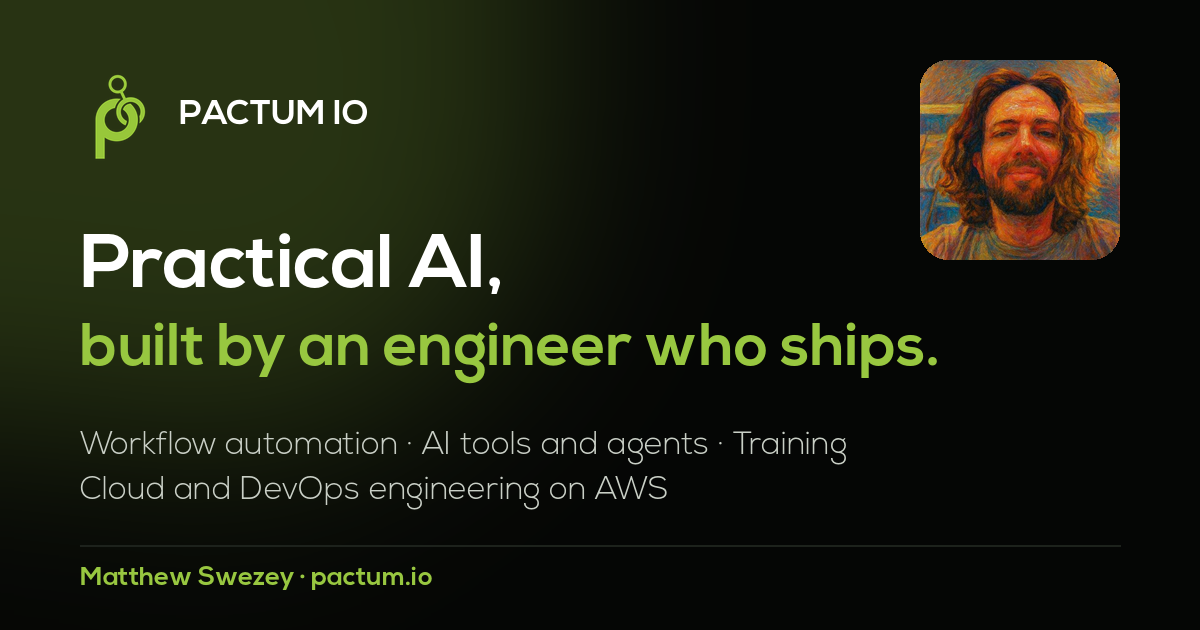 PACTUM IO
Practical AI,
built by an engineer who ships.
Workflow automation · AI tools and agents · Training
Cloud and DevOps engineering on AWS
Matthew Swezey · pactum.io